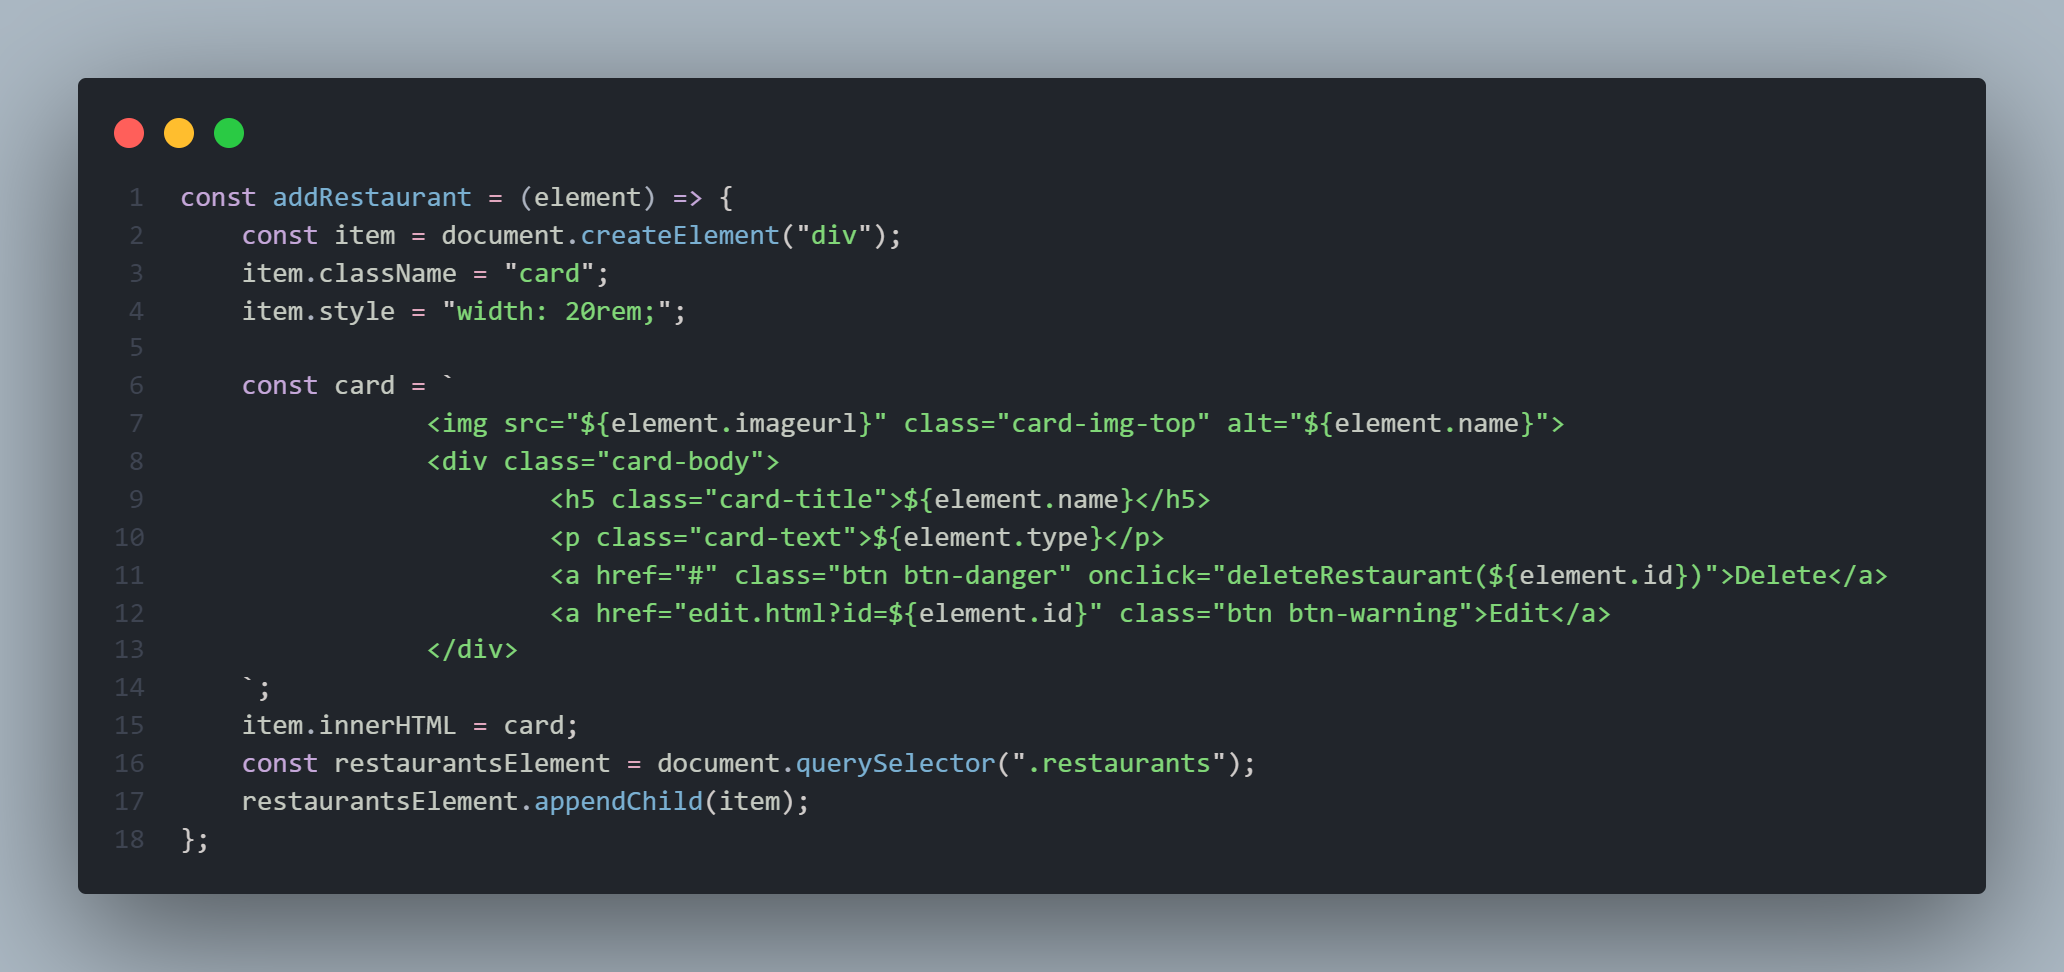 1 const addRestaurant = (element) => {
2     const item = document.createElement("div");
3     item.className = "card";
4     item.style = "width: 20rem;";
5
6     const card = `
7                 <img src="${element.imageurl}" class="card-img-top" alt="${element.name}">
8                 <div class="card-body">
9                         <h5 class="card-title">${element.name}</h5>
10                         <p class="card-text">${element.type}</p>
11                         <a href="#" class="btn btn-danger" onclick="deleteRestaurant(${element.id})">Delete</a>
12                         <a href="edit.html?id=${element.id}" class="btn btn-warning">Edit</a>
13                 </div>
14     `;
15     item.innerHTML = card;
16     const restaurantsElement = document.querySelector(".restaurants");
17     restaurantsElement.appendChild(item);
18 };